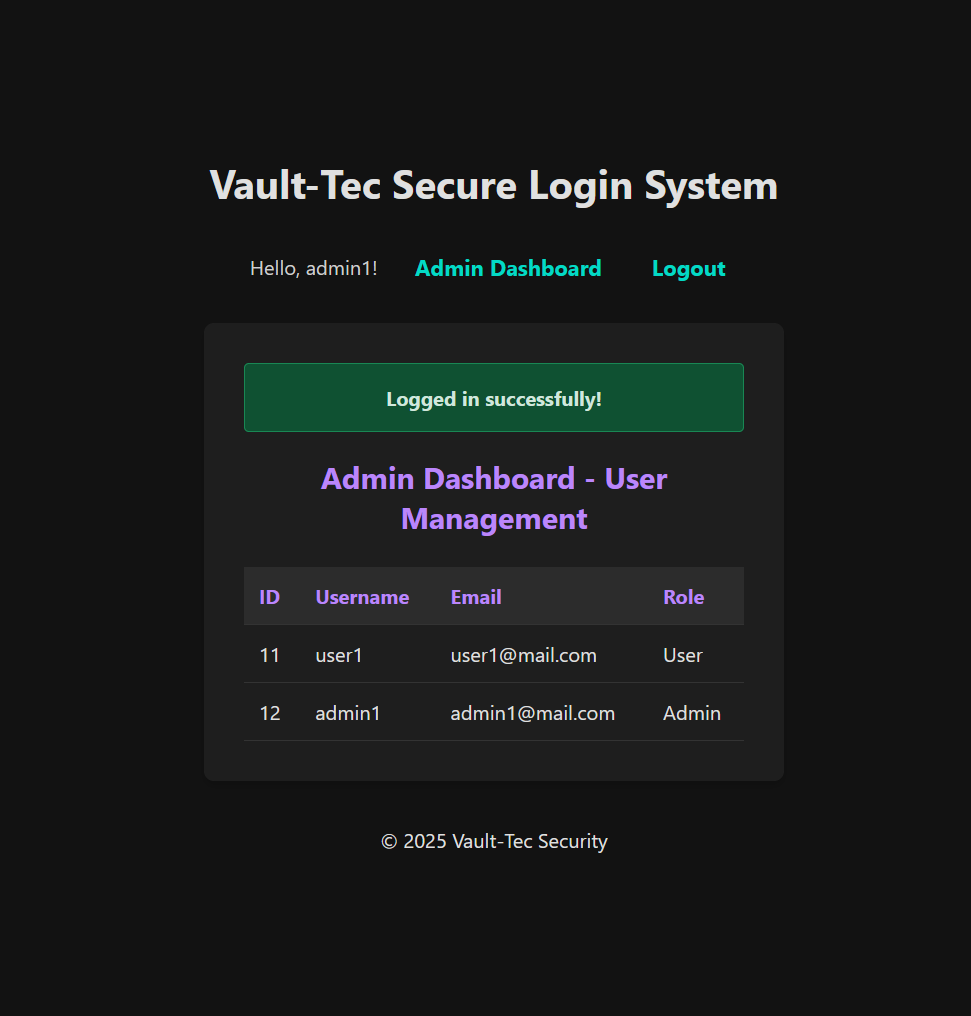 Vault-Tec Secure Login System
Hello, admin1! Admin Dashboard Logout
Logged in successfully!
Admin Dashboard - User
Management
ID Username Email Role
11 user1 user1@mail.com User
12 admin1 admin1@mail.com Admin
© 2025 Vault-Tec Security